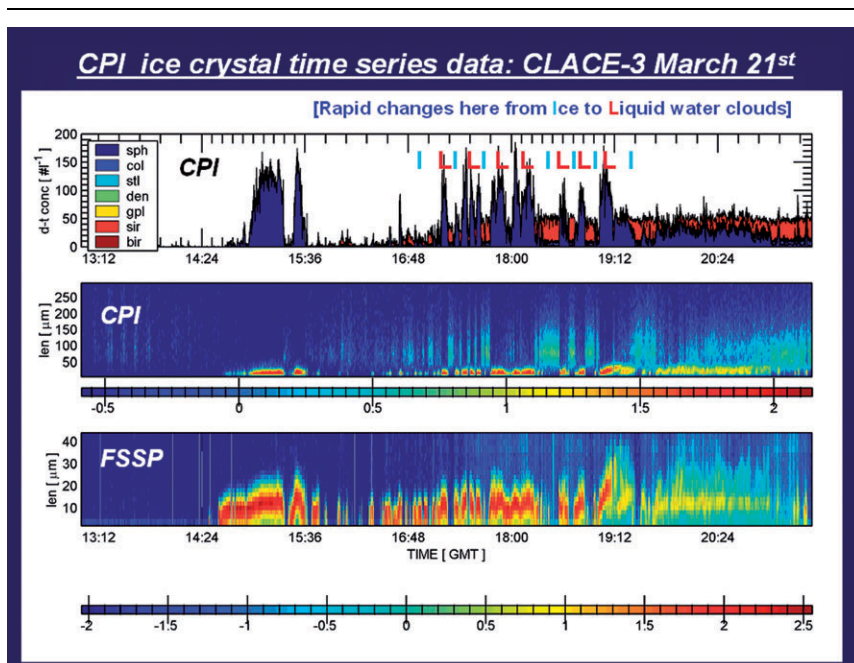 CPI ice crystal time series data: CLACE-3 March 21st
[Rapid changes here from Ice to Liquid water clouds]
200
150
100
50
0
d-t conc [#l-1]
sph
col
stl
den
gpl
sir
bir
CPI
I L I L I L L I L I L I L I
13:12 14:24 15:36 16:48 18:00 19:12 20:24
CPI
len [μm]
250
200
150
100
50
-0.5 0 0.5 1 1.5 2
FSSP
len [μm]
40
30
20
10
13:12 14:24 15:36 16:48 18:00 19:12 20:24
TIME [GMT]
-2 -1.5 -1 -0.5 0 0.5 1 1.5 2 2.5